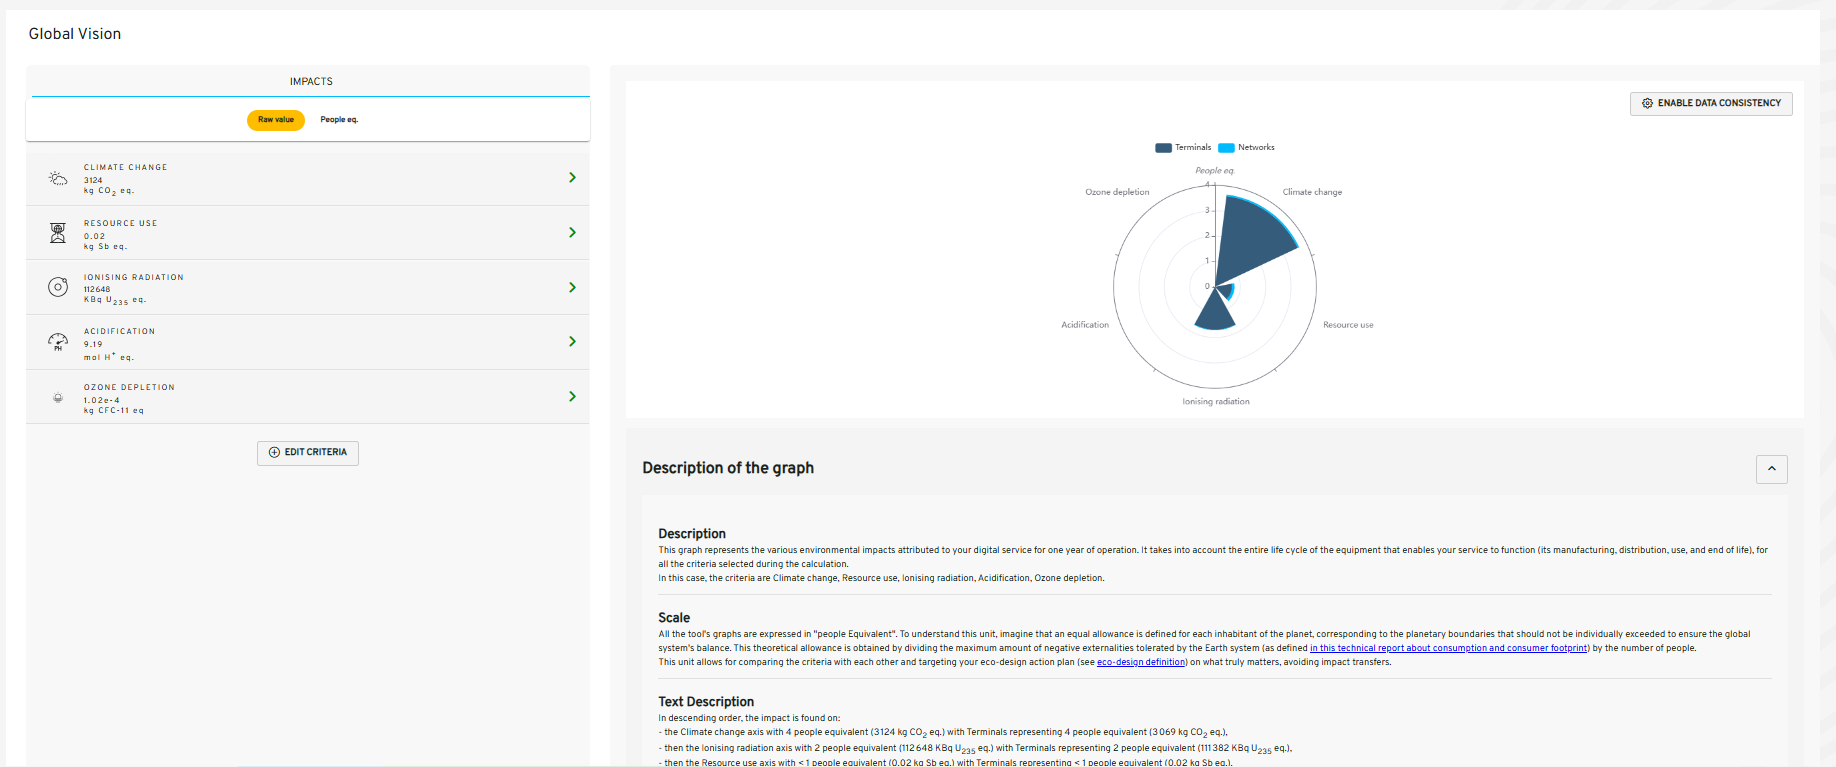 Global Vision
IMPACTS
Raw value People eq.
CLIMATE CHANGE
3124
kg CO2 eq.
RESOURCE USE
0.02
kg Sb eq.
IONISING RADIATION
112648
KBq U235 eq.
ACIDIFICATION
9.19
mol H+ eq.
PH
OZONE DEPLETION
1.02e-4
kg CFC-11 eq
EDIT CRITERIA
ENABLE DATA CONSISTENCY
Terminals Networks
People eq.
Ozone depletion
Climate change
4
3
2
1
0
Acidification
Resource use
Ionising radiation
Description of the graph
Description
This graph represents the various environmental impacts attributed to your digital service for one year of operation. It takes into account the entire life cycle of the equipment that enables your service to function (its manufacturing, distribution, use, and end of life), for
all the criteria selected during the calculation.
In this case, the criteria are Climate change, Resource use, Ionising radiation, Acidification, Ozone depletion.
Scale
All the tool's graphs are expressed in "people Equivalent". To understand this unit, imagine that an equal allowance is defined for each inhabitant of the planet, corresponding to the planetary boundaries that should not be individually exceeded to ensure the global
system's balance. This theoretical allowance is obtained by dividing the maximum amount of negative externalities tolerated by the Earth system (as defined in this technical report about consumption and consumer footprint) by the number of people.
This unit allows for comparing the criteria with each other and targeting your eco-design action plan (see eco-design definition) on what truly matters, avoiding impact transfers.
Text Description
In descending order, the impact is found on:
- the Climate change axis with 4 people equivalent (3124 kg CO2 eq.) with Terminals representing 4 people equivalent (3069 kg CO2 eq.),
- then the Ionising radiation axis with 2 people equivalent (112648 KBq U235 eq.) with Terminals representing 2 people equivalent (111382 KBq U235 eq.),
- then the Resource use axis with < 1 people equivalent (0.02 kg Sb eq.) with Terminals representing < 1 people equivalent (0.02 kg Sb eq.).